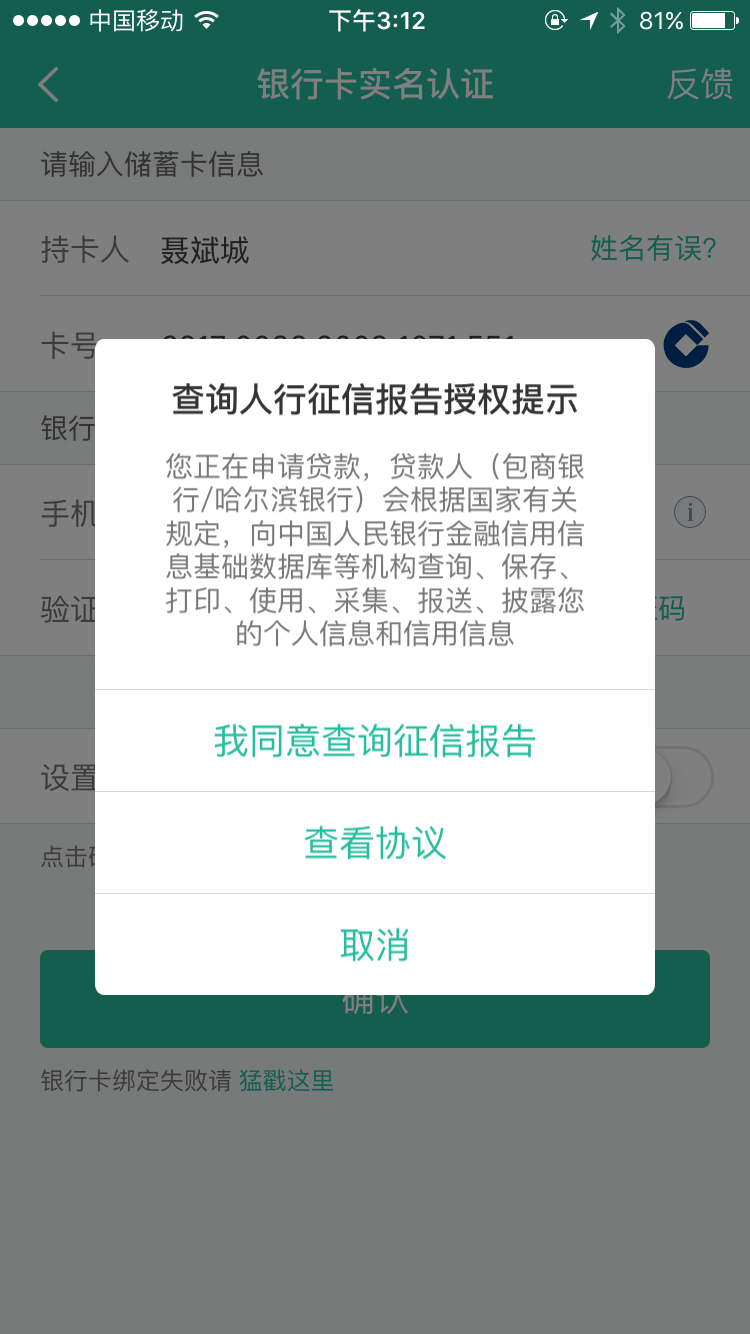 中国移动 下午3:12 81%
银行卡实名认证 反馈
请输入储蓄卡信息
持卡人 聂斌城 姓名有误?
卡号
查询人行征信报告授权提示
银行
您正在申请贷款，贷款人（包商银
行/哈尔滨银行）会根据国家有关
手机
规定，向中国人民银行金融信用信
息基础数据库等机构查询、保存、
打印、使用、采集、报送、披露您
验证 码
的个人信息和信用信息
我同意查询征信报告
设置
查看协议
点击
取消
确认
银行卡绑定失败请 猛戳这里